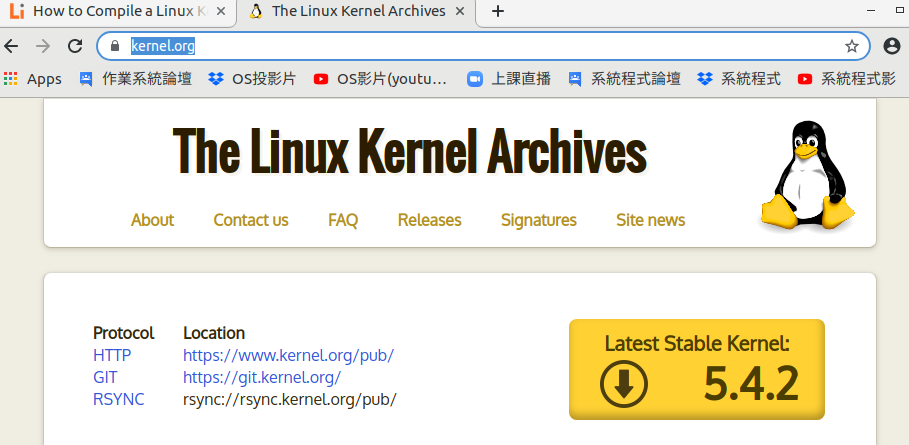 How to Compile a Linux K
The Linux Kernel Archives
kernel.org
Apps 作業系統論壇 OS投影片 OS影片(youtu... 上課直播 系統程式論壇 系統程式 系統程式影
The Linux Kernel Archives
About Contact us FAQ Releases Signatures Site news
Protocol Location
HTTP https://www.kernel.org/pub/
GIT https://git.kernel.org/
RSYNC rsync://rsync.kernel.org/pub/
Latest Stable Kernel:
5.4.2